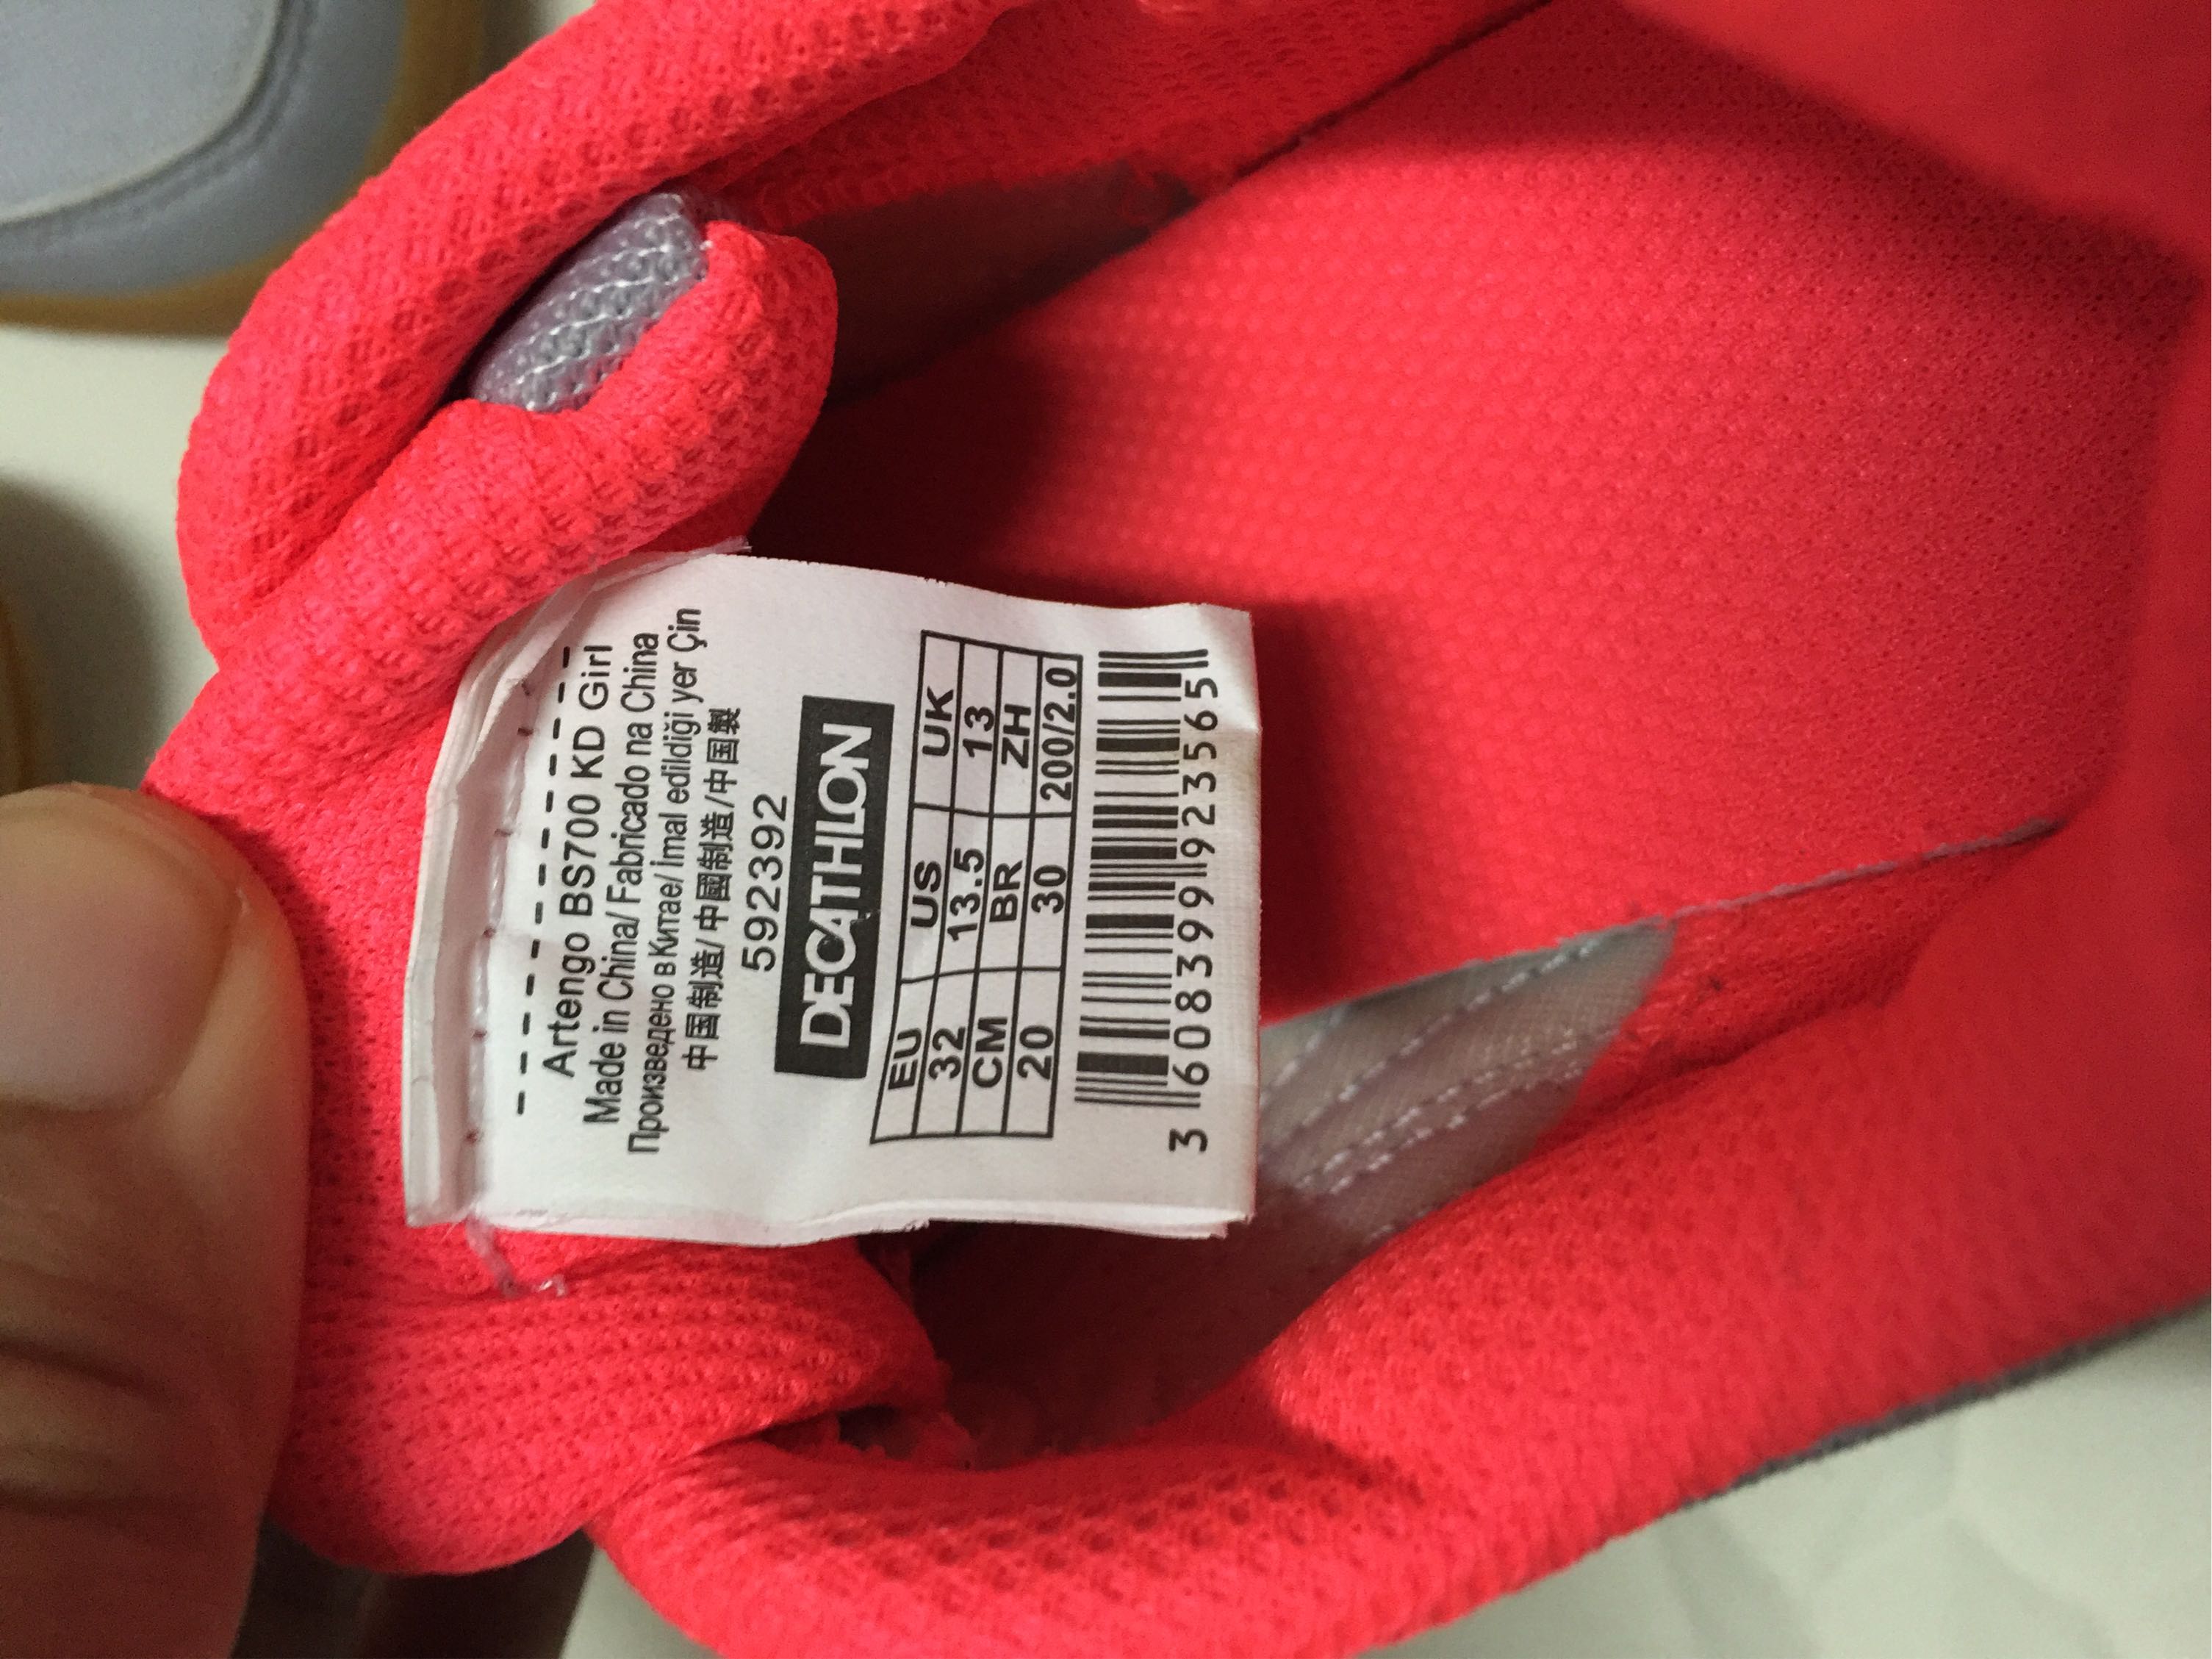 Artengo BS700 KD Girl
Made in China/ Fabricado na China
Произведено в Китае/ İmal edildiği yer Çin
中国制造/中國制造/中国製
592392
DECATHLON
EU US UK
32 13.5 13
CM BR ZH
20 30 200/2.0
3 608399 923565